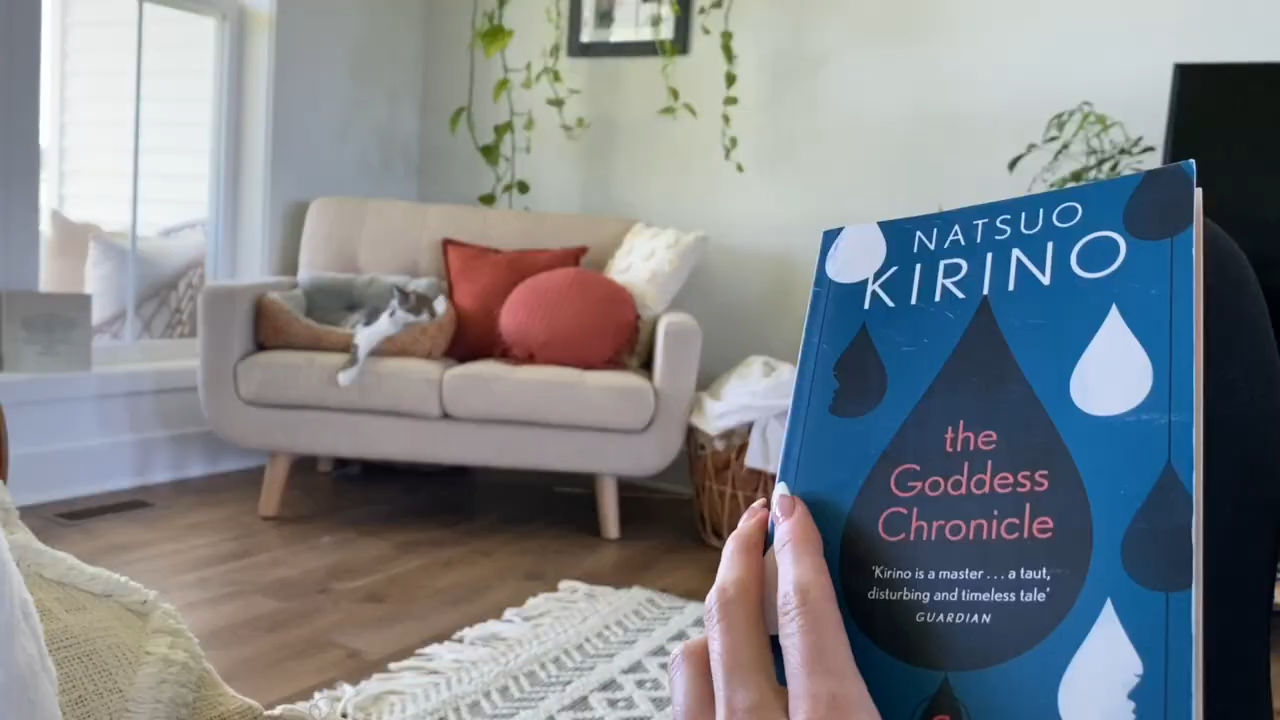 NATSUO
KIRINO
the
Goddess
Chronicle
'Kirino is a master . . . a taut,
disturbing and timeless tale'
GUARDIAN